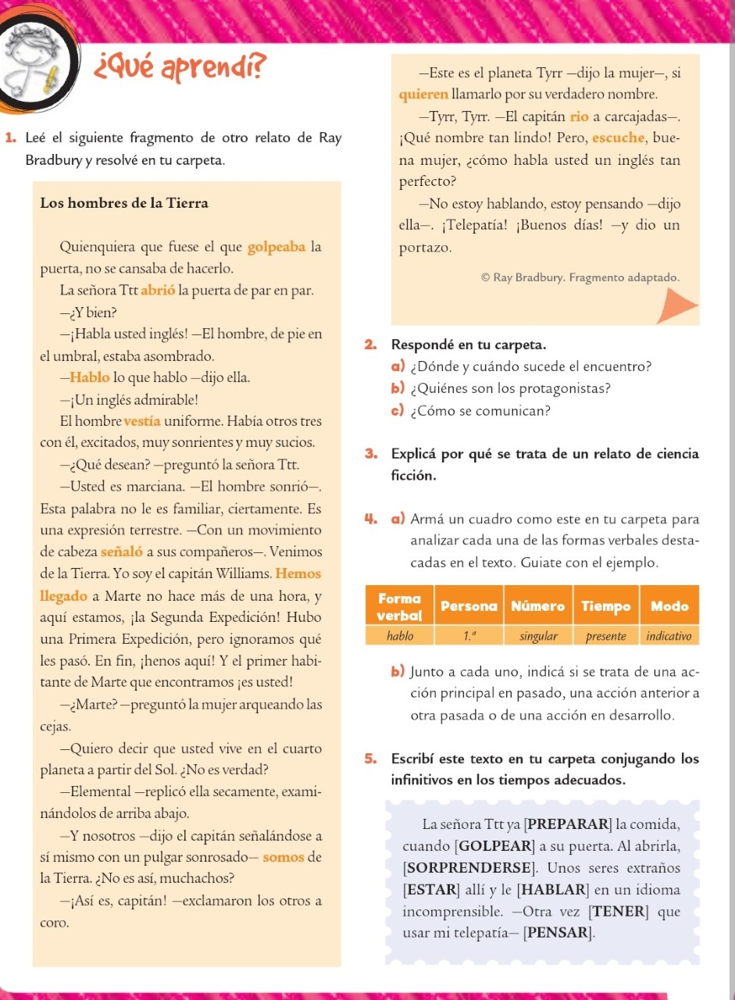 ¿Qué aprendí?
1. Leé el siguiente fragmento de otro relato de Ray
Bradbury y resolvé en tu carpeta.
Los hombres de la Tierra
Quienquiera que fuese el que golpeaba la
puerta, no se cansaba de hacerlo.
La señora Ttt abrió la puerta de par en par.
—¿Y bien?
—¡Habla usted inglés! —El hombre, de pie en
el umbral, estaba asombrado.
—Hablo lo que hablo —dijo ella.
—¡Un inglés admirable!
El hombre vestía uniforme. Había otros tres
con él, excitados, muy sonrientes y muy sucios.
—¿Qué desean? —preguntó la señora Ttt.
—Usted es marciana. —El hombre sonrió—.
Esta palabra no le es familiar, ciertamente. Es
una expresión terrestre. —Con un movimiento
de cabeza señaló a sus compañeros—. Venimos
de la Tierra. Yo soy el capitán Williams. Hemos
llegado a Marte no hace más de una hora, y
aquí estamos, ¡la Segunda Expedición! Hubo
una Primera Expedición, pero ignoramos qué
les pasó. En fin, ¡henos aquí! Y el primer habi-
tante de Marte que encontramos ¡es usted!
—¿Marte? —preguntó la mujer arqueando las
cejas.
—Quiero decir que usted vive en el cuarto
planeta a partir del Sol. ¿No es verdad?
—Elemental —replicó ella secamente, exami-
nándolos de arriba abajo.
—Y nosotros —dijo el capitán señalándose a
sí mismo con un pulgar sonrosado— somos de
la Tierra. ¿No es así, muchachos?
—¡Así es, capitán! —exclamaron los otros a
coro.
—Este es el planeta Tyrr —dijo la mujer—, si
quieren llamarlo por su verdadero nombre.
—Tyrr, Tyrr. —El capitán rio a carcajadas—.
¡Qué nombre tan lindo! Pero, escuche, bue-
na mujer, ¿cómo habla usted un inglés tan
perfecto?
—No estoy hablando, estoy pensando —dijo
ella—. ¡Telepatía! ¡Buenos días! —y dio un
portazo.
© Ray Bradbury. Fragmento adaptado.
2. Respondé en tu carpeta.
a) ¿Dónde y cuándo sucede el encuentro?
b) ¿Quiénes son los protagonistas?
c) ¿Cómo se comunican?
3. Explicá por qué se trata de un relato de ciencia
ficción.
4. a) Armá un cuadro como este en tu carpeta para
analizar cada una de las formas verbales desta-
cadas en el texto. Guiate con el ejemplo.
Forma verbal Persona Número Tiempo Modo
hablo 1.ª singular presente indicativo
b) Junto a cada uno, indicá si se trata de una ac-
ción principal en pasado, una acción anterior a
otra pasada o de una acción en desarrollo.
5. Escribí este texto en tu carpeta conjugando los
infinitivos en los tiempos adecuados.
La señora Ttt ya [PREPARAR] la comida,
cuando [GOLPEAR] a su puerta. Al abrirla,
[SORPRENDERSE]. Unos seres extraños
[ESTAR] allí y le [HABLAR] en un idioma
incomprensible. —Otra vez [TENER] que
usar mi telepatía— [PENSAR].